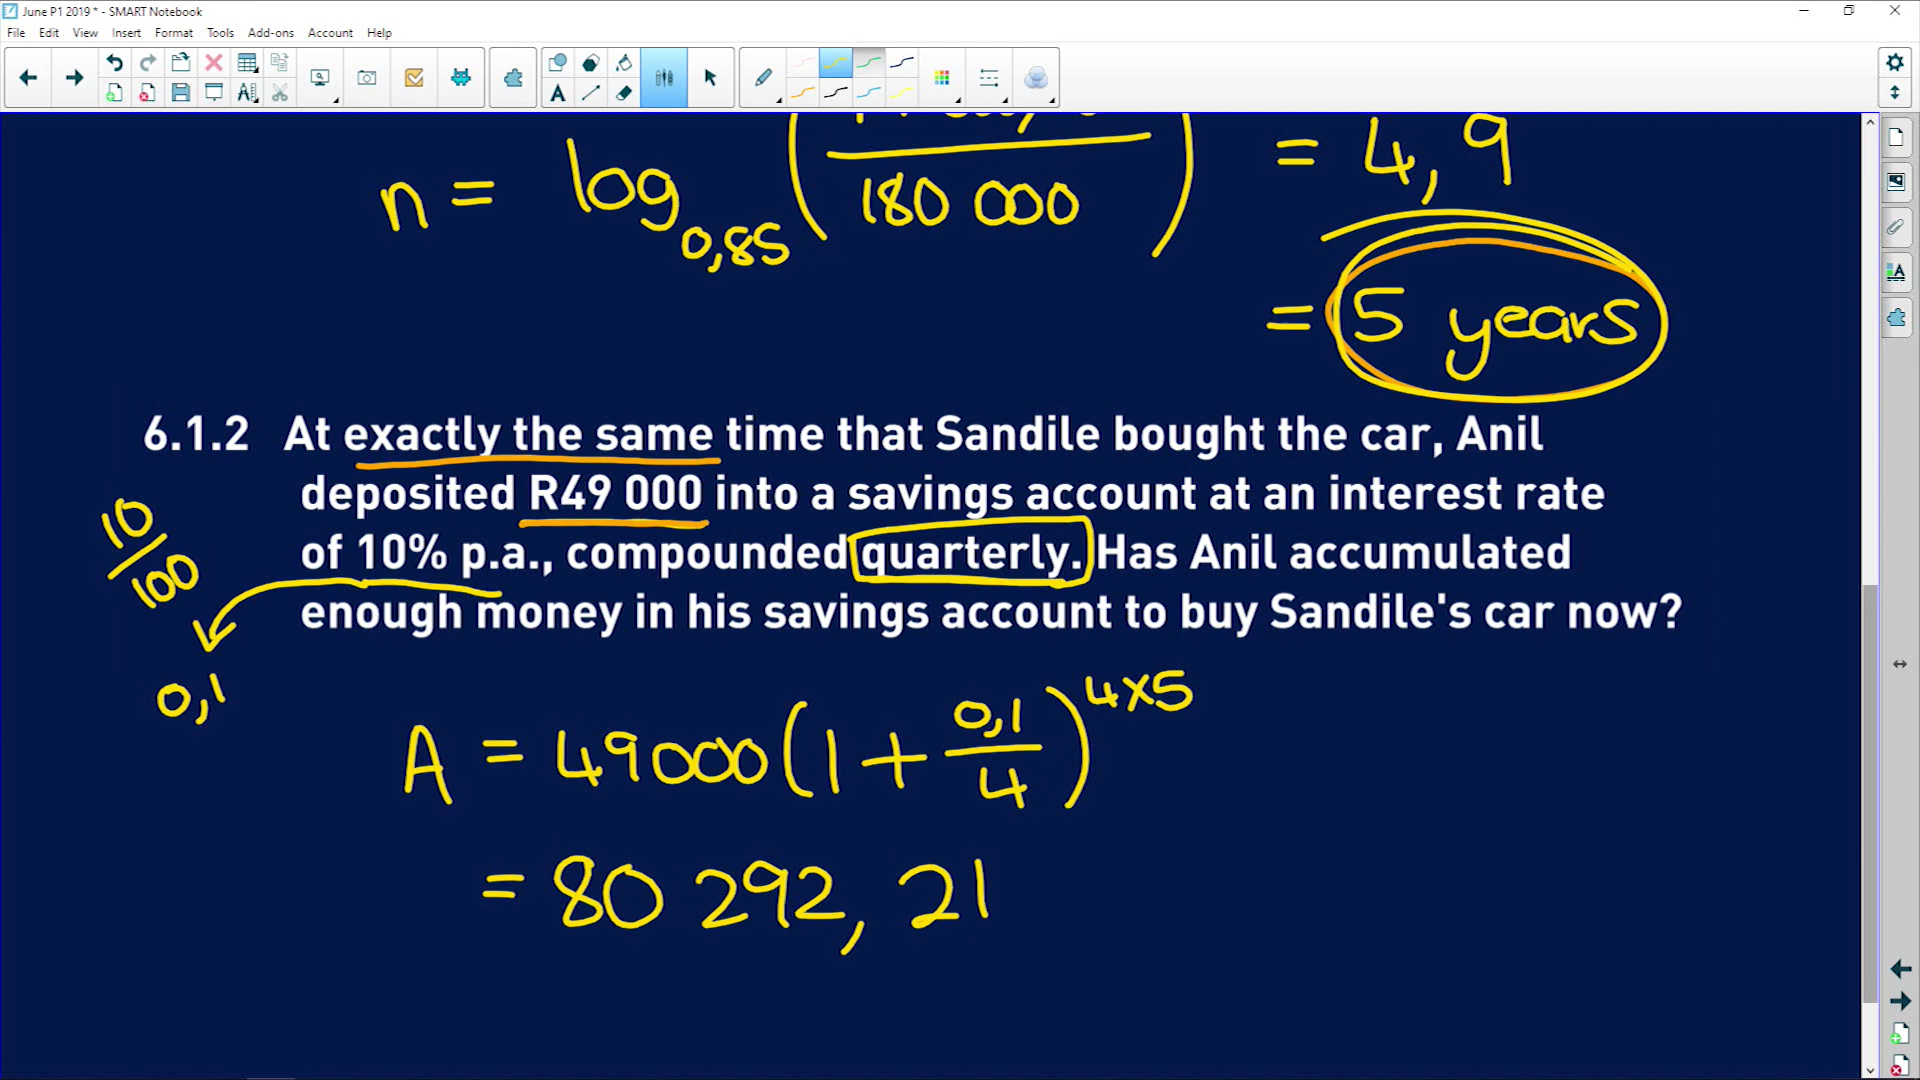 June P1 2019 * - SMART Notebook
File Edit View Insert Format Tools Add-ons Account Help
n = log 0,85 ( / 180 000 ) = 4,9
= 5 years
6.1.2 At exactly the same time that Sandile bought the car, Anil
deposited R49 000 into a savings account at an interest rate
of 10% p.a., compounded quarterly. Has Anil accumulated
enough money in his savings account to buy Sandile's car now?
10/100
0,1
A = 49000(1 + 0,1/4)^4×5
= 80 292, 21